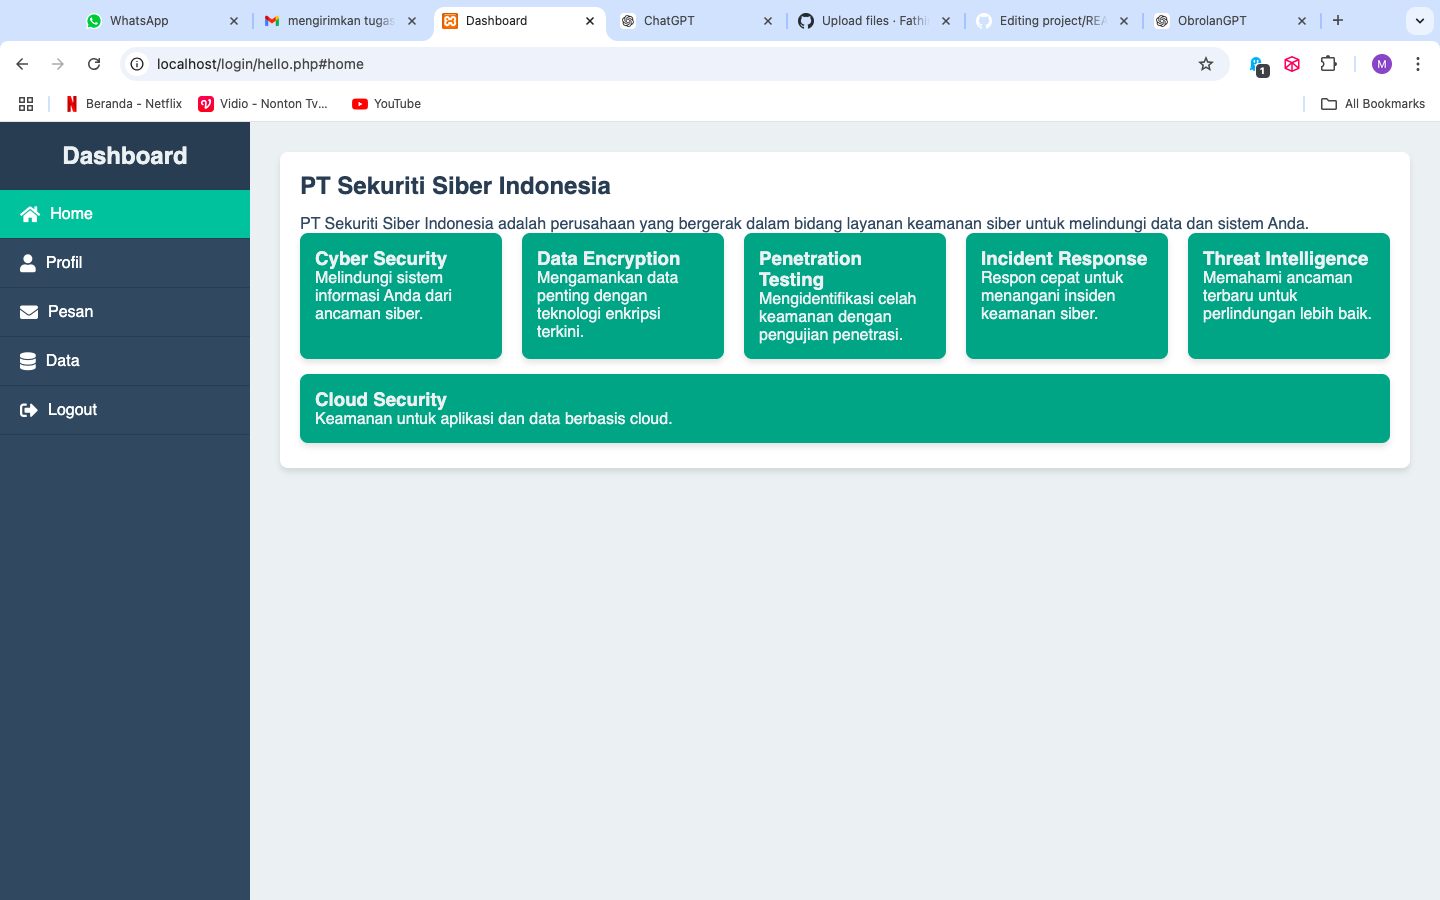 WhatsApp
mengirimkan tugas
Dashboard
ChatGPT
Upload files · Fathi
Editing project/REA
ObrolanGPT
localhost/login/hello.php#home
1
M
Beranda - Netflix
Vidio - Nonton Tv...
YouTube
All Bookmarks
Dashboard
Home
Profil
Pesan
Data
Logout
PT Sekuriti Siber Indonesia
PT Sekuriti Siber Indonesia adalah perusahaan yang bergerak dalam bidang layanan keamanan siber untuk melindungi data dan sistem Anda.
Cyber Security
Melindungi sistem
informasi Anda dari
ancaman siber.
Data Encryption
Mengamankan data
penting dengan
teknologi enkripsi
terkini.
Penetration
Testing
Mengidentifikasi celah
keamanan dengan
pengujian penetrasi.
Incident Response
Respon cepat untuk
menangani insiden
keamanan siber.
Threat Intelligence
Memahami ancaman
terbaru untuk
perlindungan lebih baik.
Cloud Security
Keamanan untuk aplikasi dan data berbasis cloud.